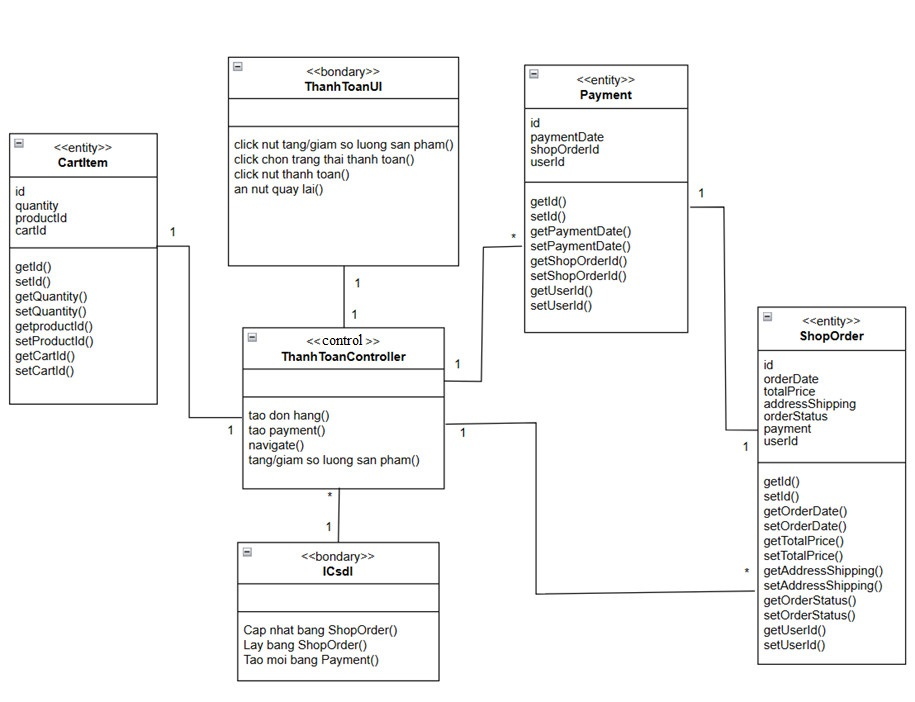 <<bondary>>
ThanhToanUI
click nut tang/giam so luong san pham()
click chon trang thai thanh toan()
click nut thanh toan()
an nut quay lai()
<<entity>>
Payment
id
paymentDate
shopOrderId
userId
getId()
setId()
getPaymentDate()
setPaymentDate()
getShopOrderId()
setShopOrderId()
getUserId()
setUserId()
<<entity>>
CartItem
id
quantity
productId
cartId
getId()
setId()
getQuantity()
setQuantity()
getproductId()
setProductId()
getCartId()
setCartId()
1
1
*
1
1
1
<<control >>
ThanhToanController
tao don hang()
tao payment()
navigate()
tang/giam so luong san pham()
1
1
*
1
<<entity>>
ShopOrder
id
orderDate
totalPrice
addressShipping
orderStatus
payment
userId
getId()
setId()
getOrderDate()
setOrderDate()
getTotalPrice()
setTotalPrice()
getAddressShipping()
setAddressShipping()
getOrderStatus()
setOrderStatus()
getUserId()
setUserId()
1
*
<<bondary>>
ICsdl
Cap nhat bang ShopOrder()
Lay bang ShopOrder()
Tao moi bang Payment()